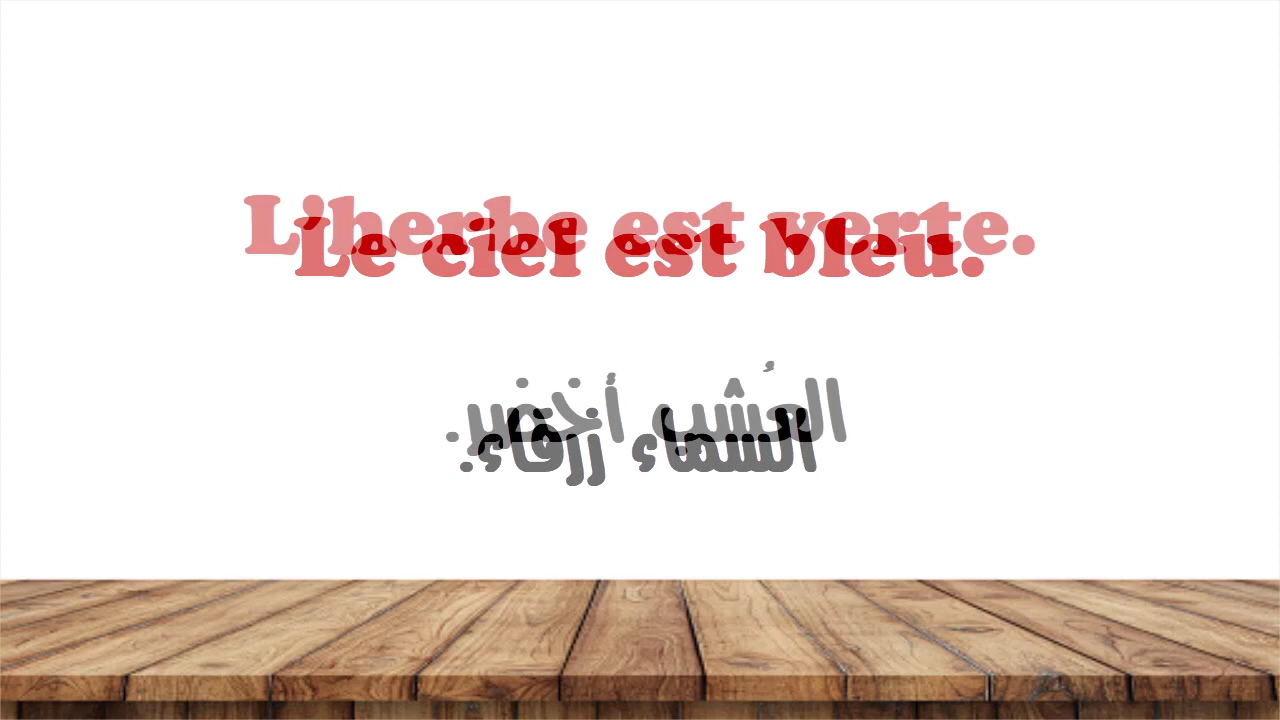 L'herbe est verte.
Le ciel est bleu.
العُشب أخضر.
السماء زرقاء.